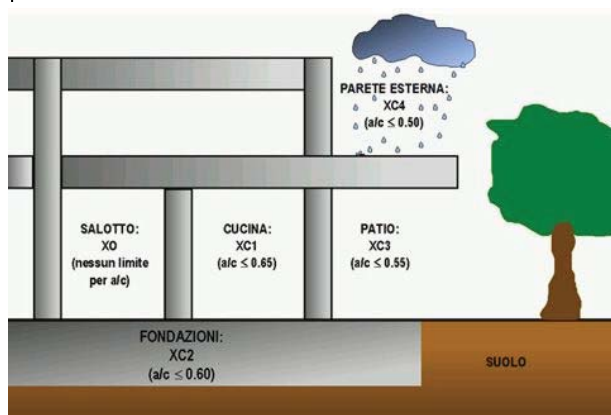 PARETE ESTERNA:
XC4
(a/c ≤ 0.50)
SALOTTO:
XO
(nessun limite
per a/c)
CUCINA:
XC1
(a/c ≤ 0.65)
PATIO:
XC3
(a/c ≤ 0.55)
FONDAZIONI:
XC2
(a/c ≤ 0.60)
SUOLO